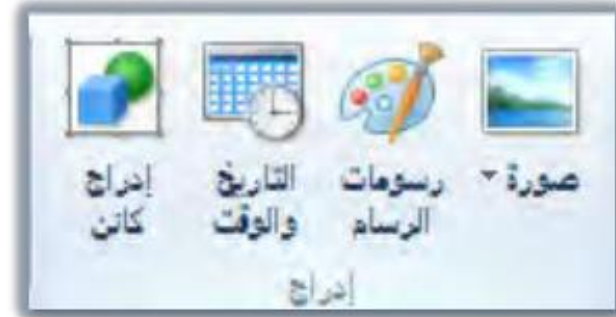 صورة
رسومات
الرسام
التاريخ
والوقت
إدراج
كائن
إدراج